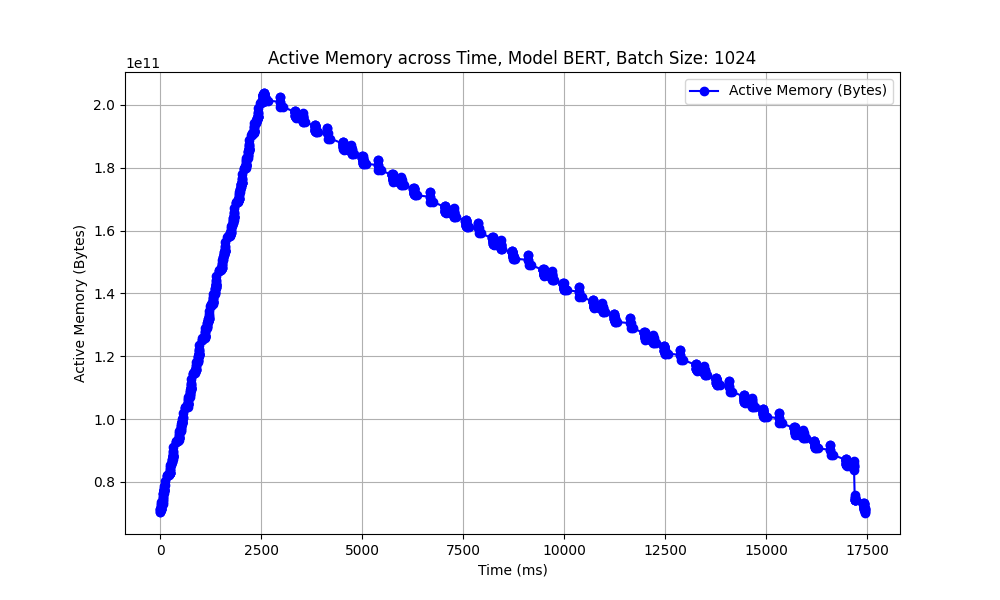 Active Memory across Time, Model BERT, Batch Size: 1024
1e11
Active Memory (Bytes)
2.0
1.8
1.6
1.4
1.2
1.0
0.8
Active Memory (Bytes)
0 2500 5000 7500 10000 12500 15000 17500
Time (ms)